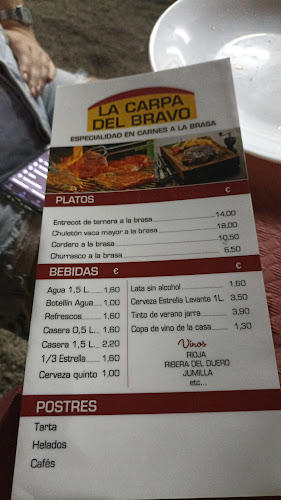 LA CARPA
DEL BRAVO
ESPECIALIDAD EN CARNES A LA BRASA
PLATOS €
Entrecot de ternera a la brasa 14,00
Chuletón vaca mayor a la brasa 18,00
Cordero a la brasa 10,50
Churrasco a la brasa 6,50
BEBIDAS € €
Agua 1,5 L 1,60
Botellin Agua 1,00
Refrescos 1,60
Casera 0,5 L. 1,60
Casera 1,5 L. 2,20
1/3 Estrella 1,60
Cerveza quinto 1,00
Lata sin alcohol 1,60
Cerveza Estrella Levante 1L. 3,50
Tinto de verano jarra 3,90
Copa de vino de la casa 1,30
Vinos
RIOJA
RIBERA DEL DUERO
JUMILLA
etc...
POSTRES
Tarta
Helados
Cafés